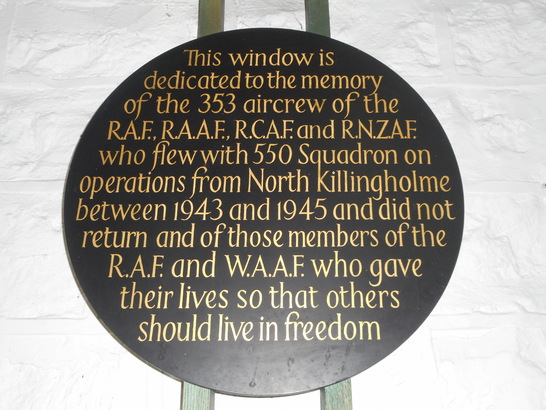 This window is
dedicated to the memory
of the 353 aircrew of the
R.A.F., R.A.A.F., R.C.A.F. and R.N.Z.A.F.
who flew with 550 Squadron on
operations from North Killingholme
between 1943 and 1945 and did not
return and of those members of the
R.A.F. and W.A.A.F. who gave
their lives so that others
should live in freedom